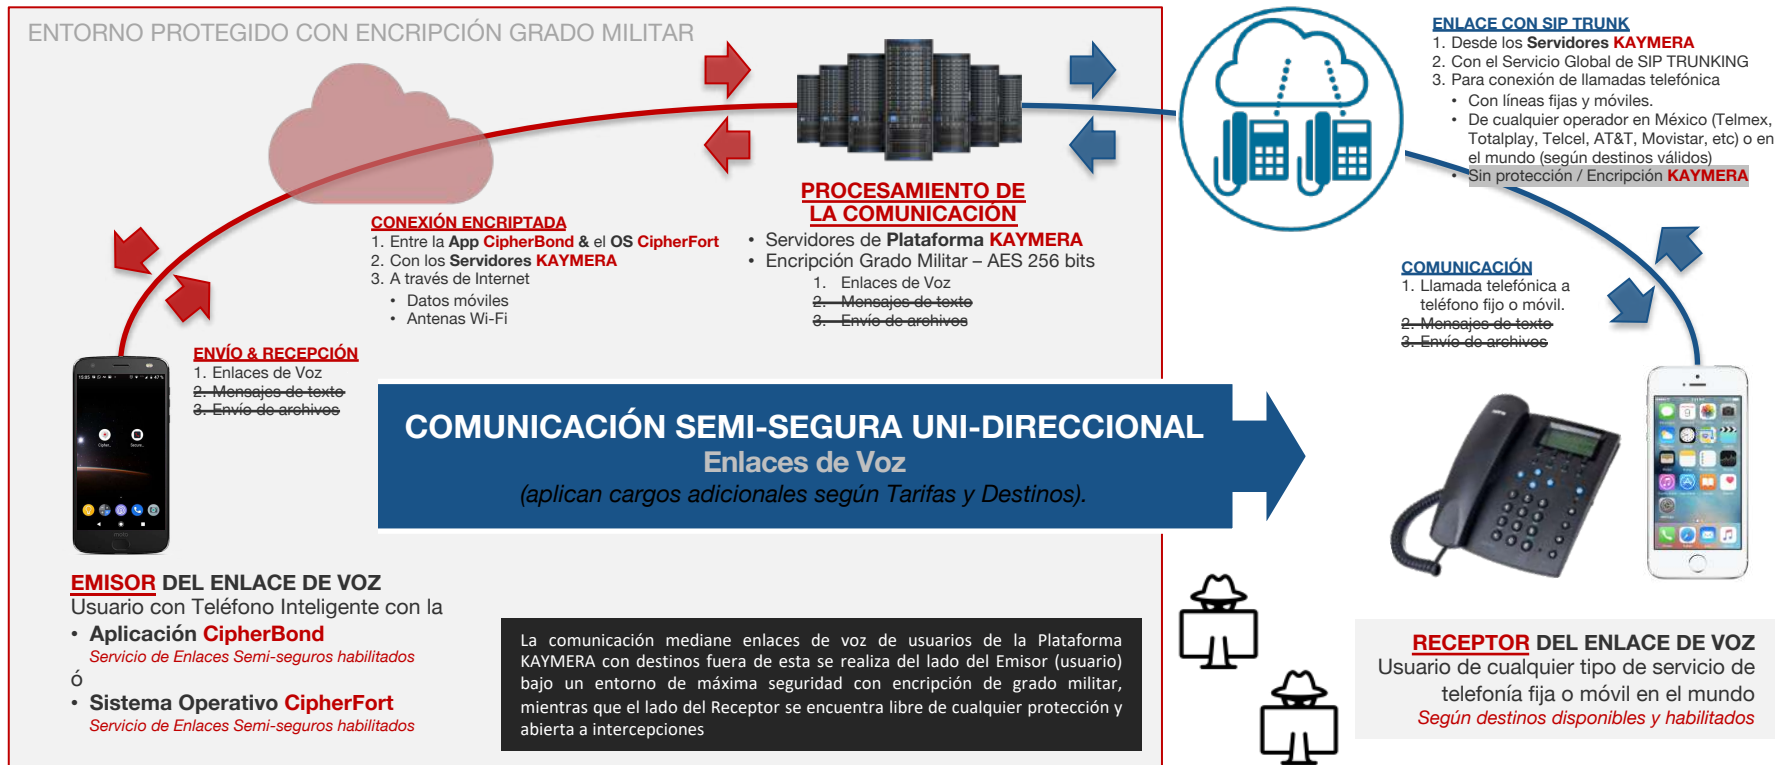 ENTORNO PROTEGIDO CON ENCRIPCIÓN GRADO MILITAR
CONEXIÓN ENCRIPTADA
1. Entre la App CipherBond & el OS CipherFort
2. Con los Servidores KAYMERA
3. A través de Internet
• Datos móviles
• Antenas Wi-Fi
PROCESAMIENTO DE
LA COMUNICACIÓN
• Servidores de Plataforma KAYMERA
• Encripción Grado Militar – AES 256 bits
1. Enlaces de Voz
2. Mensajes de texto
3. Envío de archivos
ENLACE CON SIP TRUNK
1. Desde los Servidores KAYMERA
2. Con el Servicio Global de SIP TRUNKING
3. Para conexión de llamadas telefónica
• Con líneas fijas y móviles.
• De cualquier operador en México (Telmex,
Totalplay, Telcel, AT&T, Movistar, etc) o en
el mundo (según destinos válidos)
• Sin protección / Encripción KAYMERA
COMUNICACIÓN
1. Llamada telefónica a
teléfono fijo o móvil.
2. Mensajes de texto
3. Envío de archivos
ENVÍO & RECEPCIÓN
1. Enlaces de Voz
2. Mensajes de texto
3. Envío de archivos
COMUNICACIÓN SEMI-SEGURA UNI-DIRECCIONAL
Enlaces de Voz
(aplican cargos adicionales según Tarifas y Destinos).
EMISOR DEL ENLACE DE VOZ
Usuario con Teléfono Inteligente con la
• Aplicación CipherBond
Servicio de Enlaces Semi-seguros habilitados
ó
• Sistema Operativo CipherFort
Servicio de Enlaces Semi-seguros habilitados
La comunicación mediane enlaces de voz de usuarios de la Plataforma
KAYMERA con destinos fuera de esta se realiza del lado del Emisor (usuario)
bajo un entorno de máxima seguridad con encripción de grado militar,
mientras que el lado del Receptor se encuentra libre de cualquier protección y
abierta a intercepciones
RECEPTOR DEL ENLACE DE VOZ
Usuario de cualquier tipo de servicio de
telefonía fija o móvil en el mundo
Según destinos disponibles y habilitados